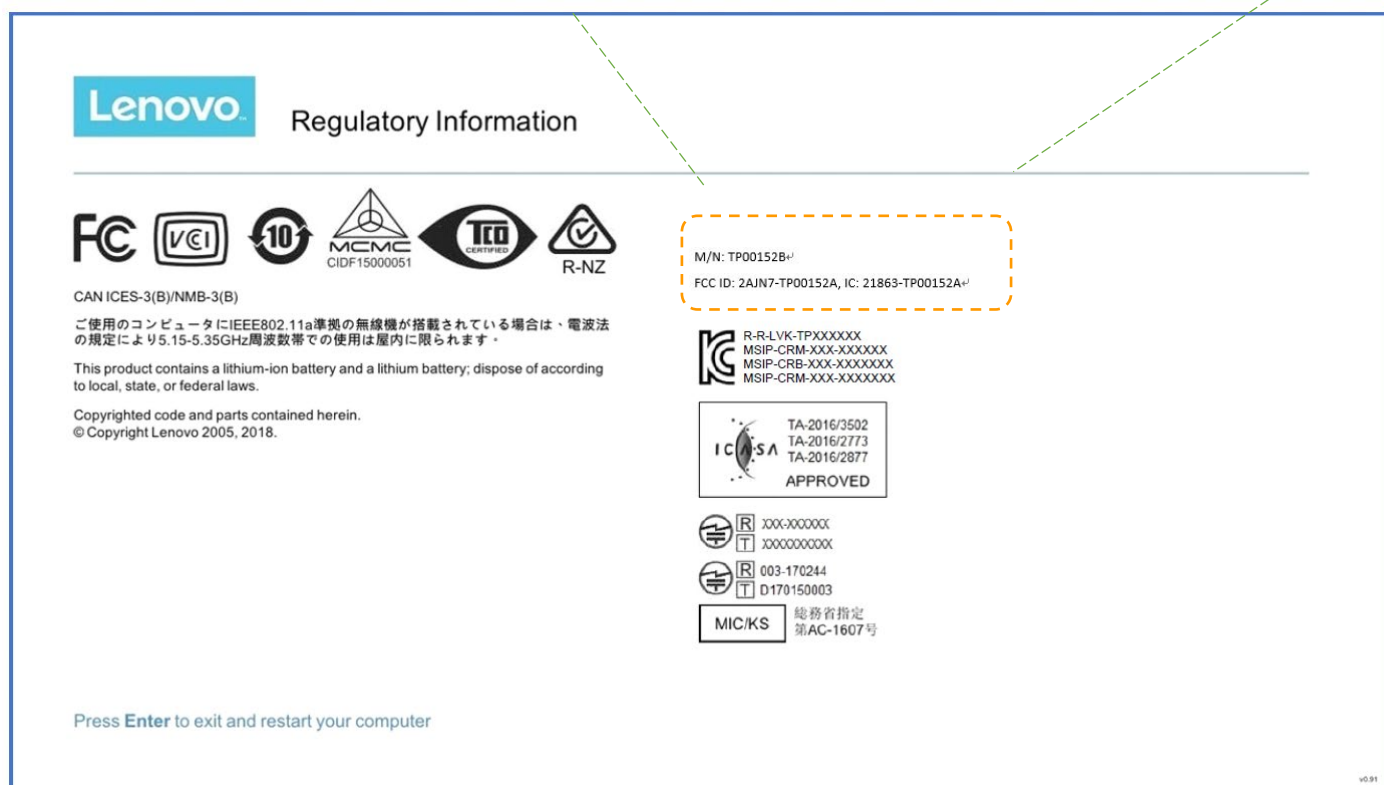 Lenovo
Regulatory Information
FC
VCI
10
MCMC
CIDF15000051
TCO
CERTIFIED
R-NZ
CAN ICES-3(B)/NMB-3(B)
ご使用のコンピュータにIEEE802.11a準拠の無線機が搭載されている場合は、電波法
の規定により5.15-5.35GHz周波数帯での使用は屋内に限られます・
This product contains a lithium-ion battery and a lithium battery; dispose of according
to local, state, or federal laws.
Copyrighted code and parts contained herein.
© Copyright Lenovo 2005, 2018.
M/N: TP00152B↵
FCC ID: 2AJN7-TP00152A, IC: 21863-TP00152A↵
R-R-LVK-TPXXXXXX
MSIP-CRM-XXX-XXXXXX
MSIP-CRB-XXX-XXXXXXX
MSIP-CRM-XXX-XXXXXXX
ICASA
TA-2016/3502
TA-2016/2773
TA-2016/2877
APPROVED
R XXX-XXXXXX
T XXXXXXXXXX
R 003-170244
T D170150003
MIC/KS
総務省指定
第AC-1607号
Press Enter to exit and restart your computer
v0.91